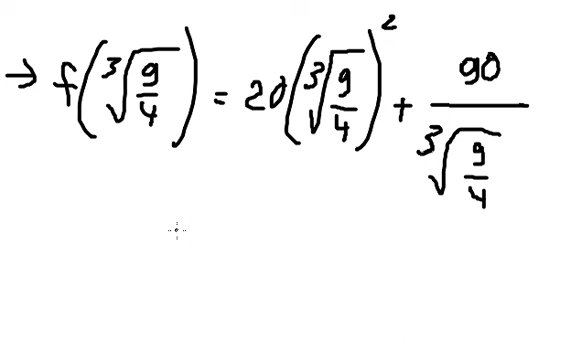 → f(∛(9/4)) = 20(∛(9/4))² + 90/∛(9/4)